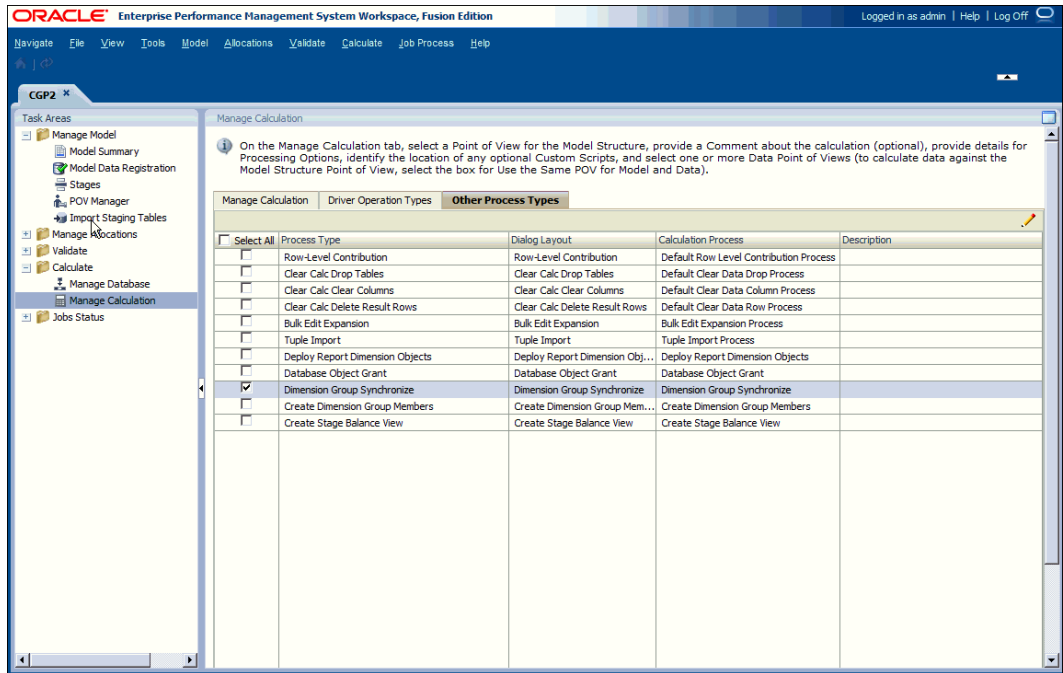 ORACLE Enterprise Performance Management System Workspace, Fusion Edition Logged in as admin | Help | Log Off
Navigate File View Tools Model Allocations Validate Calculate Job Process Help
CGP2
Task Areas
Manage Model
Model Summary
Model Data Registration
Stages
POV Manager
Import Staging Tables
Manage Allocations
Validate
Calculate
Manage Database
Manage Calculation
Jobs Status
Manage Calculation
On the Manage Calculation tab, select a Point of View for the Model Structure, provide a Comment about the calculation (optional), provide details for
Processing Options, identify the location of any optional Custom Scripts, and select one or more Data Point of Views (to calculate data against the
Model Structure Point of View, select the box for Use the Same POV for Model and Data).
Manage Calculation Driver Operation Types Other Process Types
Select All Process Type Dialog Layout Calculation Process Description
Row-Level Contribution Row-Level Contribution Default Row Level Contribution Process
Clear Calc Drop Tables Clear Calc Drop Tables Default Clear Data Drop Process
Clear Calc Clear Columns Clear Calc Clear Columns Default Clear Data Column Process
Clear Calc Delete Result Rows Clear Calc Delete Result Rows Default Clear Data Row Process
Bulk Edit Expansion Bulk Edit Expansion Bulk Edit Expansion Process
Tuple Import Tuple Import Tuple Import Process
Deploy Report Dimension Objects Deploy Report Dimension Obj... Deploy Report Dimension Objects
Database Object Grant Database Object Grant Database Object Grant
Dimension Group Synchronize Dimension Group Synchronize Dimension Group Synchronize
Create Dimension Group Members Create Dimension Group Mem... Create Dimension Group Members
Create Stage Balance View Create Stage Balance View Create Stage Balance View